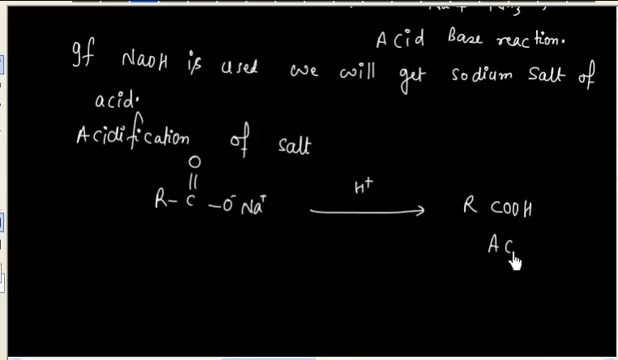 Acid Base reaction.
If NaOH is used we will get sodium salt of
acid.
Acidification of salt
O
||
R - C - O⁻ Na⁺ H⁺ R COOH
AC